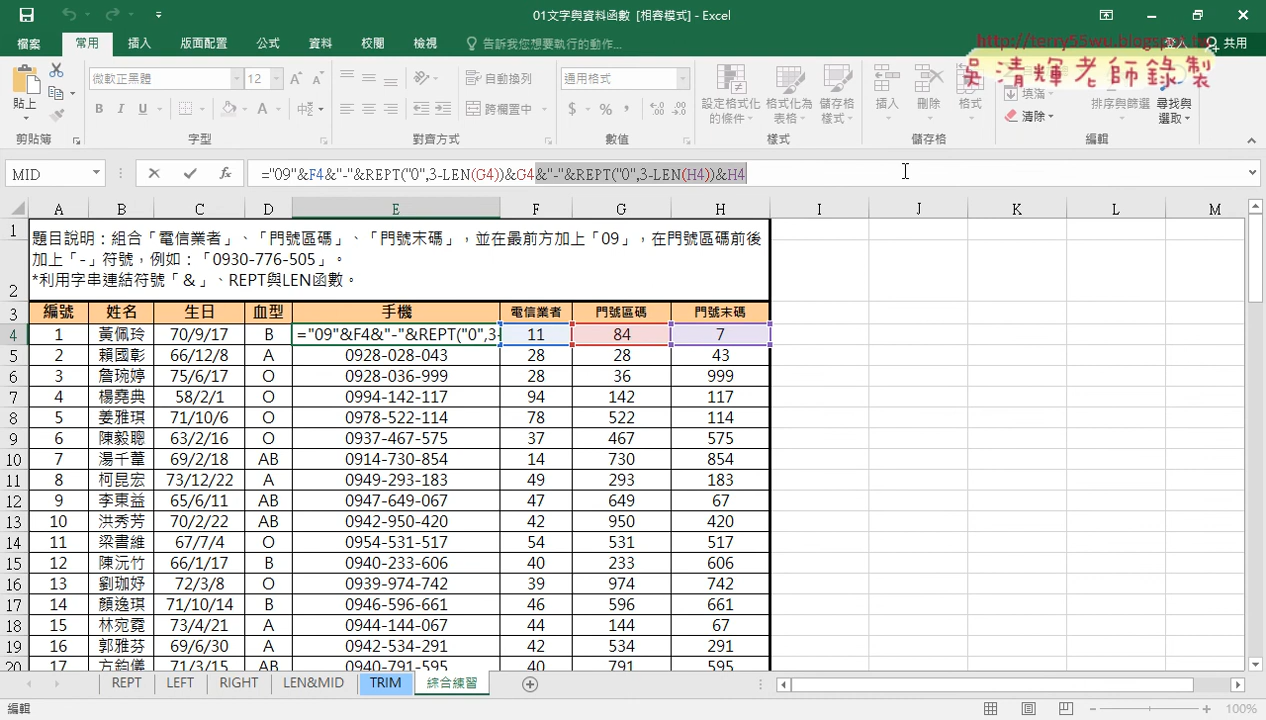 01文字與資料函數 [相容模式] - Excel
http://terry55wu.blogspot.tw
吳清輝老師錄製
檔案 常用 插入 版面配置 公式 資料 校閱 檢視 告訴我您想要執行的動作... 登入 共用
貼上 微軟正黑體 12 自動換列 跨欄置中 通用格式 設定格式化的條件 格式化為表格 儲存格樣式 插入 刪除 格式 填滿 清除 排序與篩選 尋找與選取
剪貼簿 字型 對齊方式 數值 樣式 儲存格 編輯
MID ="09"&F4&"-"&REPT("0",3-LEN(G4))&G4&"-"&REPT("0",3-LEN(H4))&H4
A B C D E F G H I J K L M
1 題目說明：組合「電信業者」、「門號區碼」、「門號末碼」，並在最前方加上「09」，在門號區碼前後
加上「-」符號，例如：「0930-776-505」。
2 *利用字串連結符號「&」、REPT與LEN函數。
3 編號 姓名 生日 血型 手機 電信業者 門號區碼 門號末碼
4 1 黃佩玲 70/9/17 B ="09"&F4&"-"&REPT("0",3- 11 84 7
5 2 賴國彰 66/12/8 A 0928-028-043 28 28 43
6 3 詹琬婷 75/6/17 O 0928-036-999 28 36 999
7 4 楊堯典 58/2/1 O 0994-142-117 94 142 117
8 5 姜雅琪 71/10/6 O 0978-522-114 78 522 114
9 6 陳毅聰 63/2/16 O 0937-467-575 37 467 575
10 7 湯千葦 69/2/18 AB 0914-730-854 14 730 854
11 8 柯昆宏 73/12/22 A 0949-293-183 49 293 183
12 9 李東益 65/6/11 AB 0947-649-067 47 649 67
13 10 洪秀芳 70/2/22 AB 0942-950-420 42 950 420
14 11 梁書維 67/7/4 O 0954-531-517 54 531 517
15 12 陳沅竹 66/1/17 B 0940-233-606 40 233 606
16 13 劉珈妤 72/3/8 O 0939-974-742 39 974 742
17 14 顏逸琪 71/10/14 B 0946-596-661 46 596 661
18 15 林宛霓 73/4/21 A 0944-144-067 44 144 67
19 16 郭雅芬 69/6/30 A 0942-534-291 42 534 291
20 17 方鈞儀 71/3/15 AB 0940-791-595 40 791 595
REPT LEFT RIGHT LEN&MID TRIM 綜合練習
編輯 100%